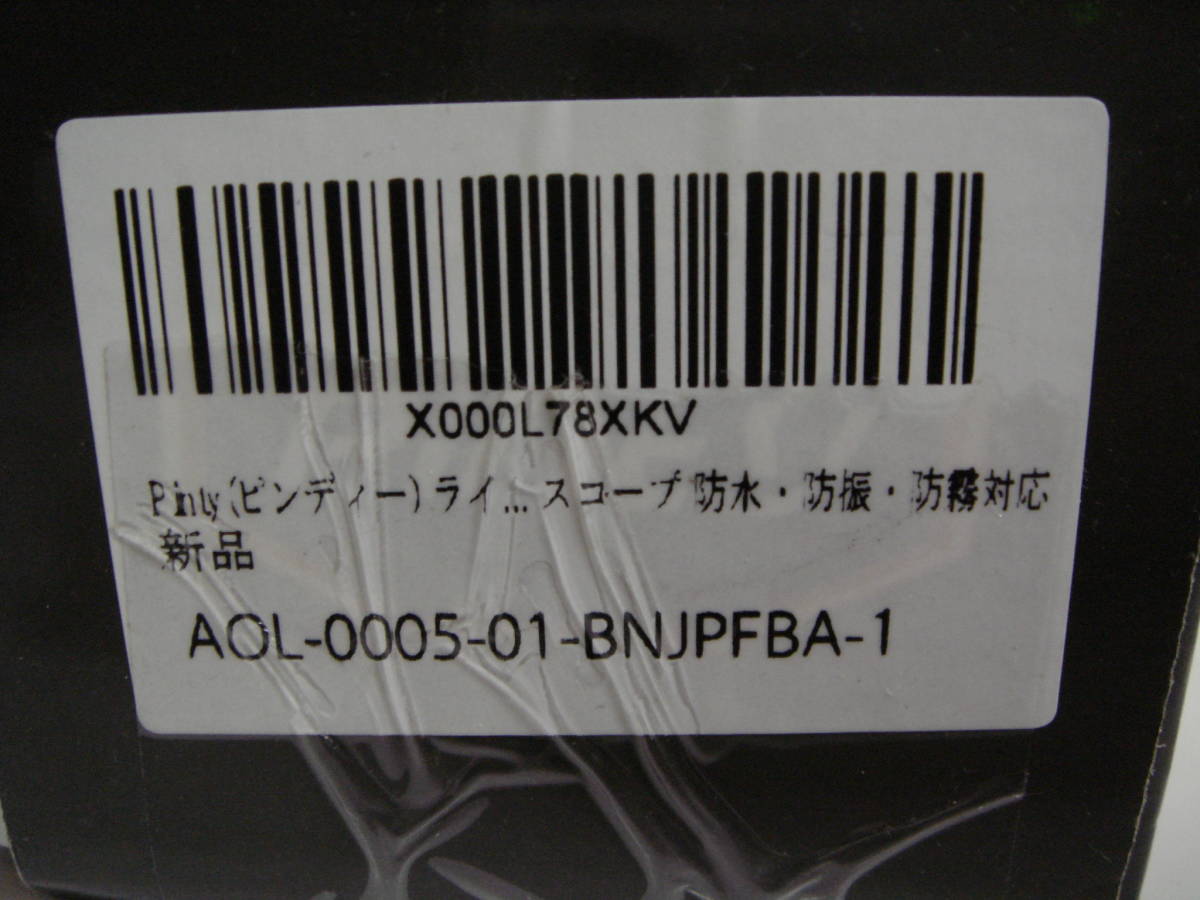 X000L78XKV
Pinty(ピンディー)ライ... スコープ 防水・防振・防霧対応
新品
AOL-0005-01-BNJPFBA-1